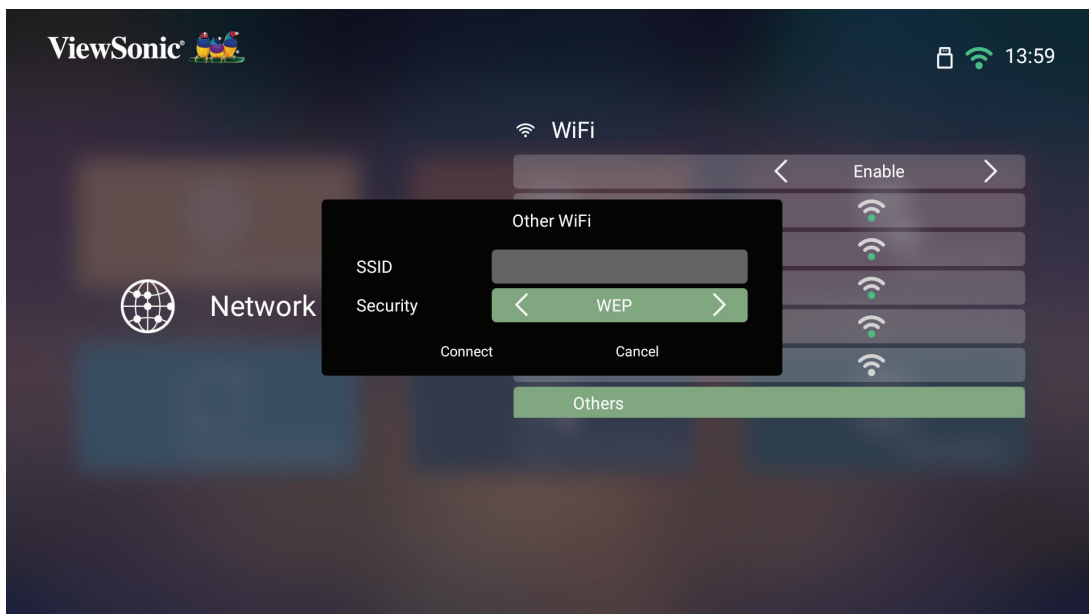 ViewSonic®
13:59
WiFi
Enable
Other WiFi
SSID
Network
Security
WEP
Connect
Cancel
Others